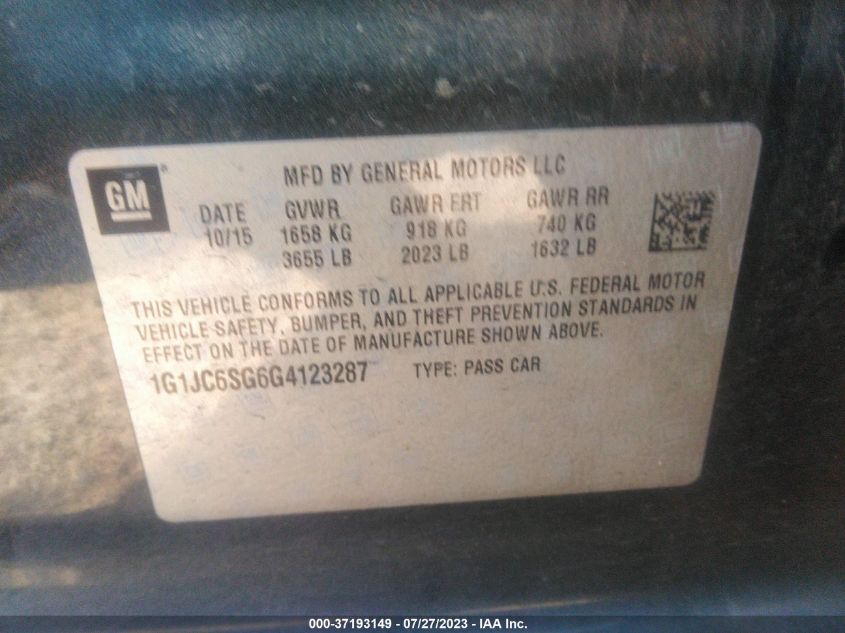 GM
MFD BY GENERAL MOTORS LLC
DATE GVWR GAWR FRT GAWR RR
10/15 1658 KG 918 KG 740 KG
3655 LB 2023 LB 1632 LB
THIS VEHICLE CONFORMS TO ALL APPLICABLE U.S. FEDERAL MOTOR
VEHICLE SAFETY, BUMPER, AND THEFT PREVENTION STANDARDS IN
EFFECT ON THE DATE OF MANUFACTURE SHOWN ABOVE.
1G1JC6SG6G4123287 TYPE: PASS CAR
000-37193149 - 07/27/2023 - IAA Inc.